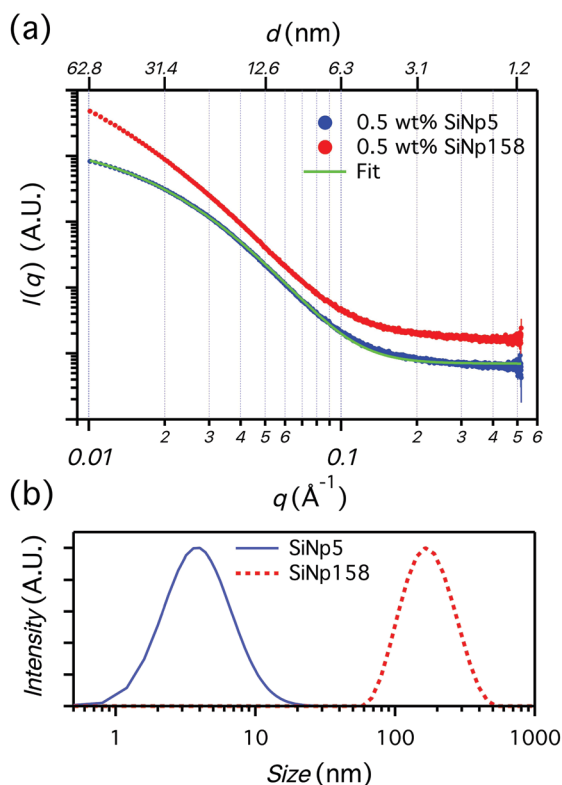 (a)
d (nm)
62.8 31.4 12.6 6.3 3.1 1.2
I(q) (A.U.)
0.5 wt% SiNp5
0.5 wt% SiNp158
Fit
2 3 4 5 6 2 3 4 5 6
0.01 0.1
q (Å⁻¹)
(b)
Intensity (A.U.)
SiNp5
SiNp158
1 10 100 1000
Size (nm)